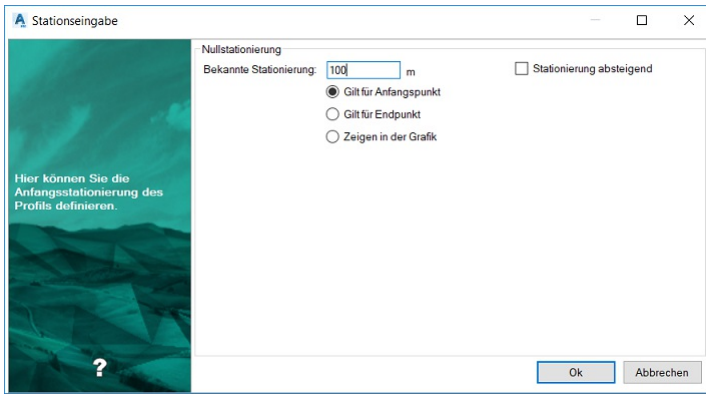 Stationseingabe
Nullstationierung
Bekannte Stationierung: 100 m
Stationierung absteigend
Gilt für Anfangspunkt
Gilt für Endpunkt
Zeigen in der Grafik
Hier können Sie die
Anfangsstationierung des
Profils definieren.
?
Ok Abbrechen